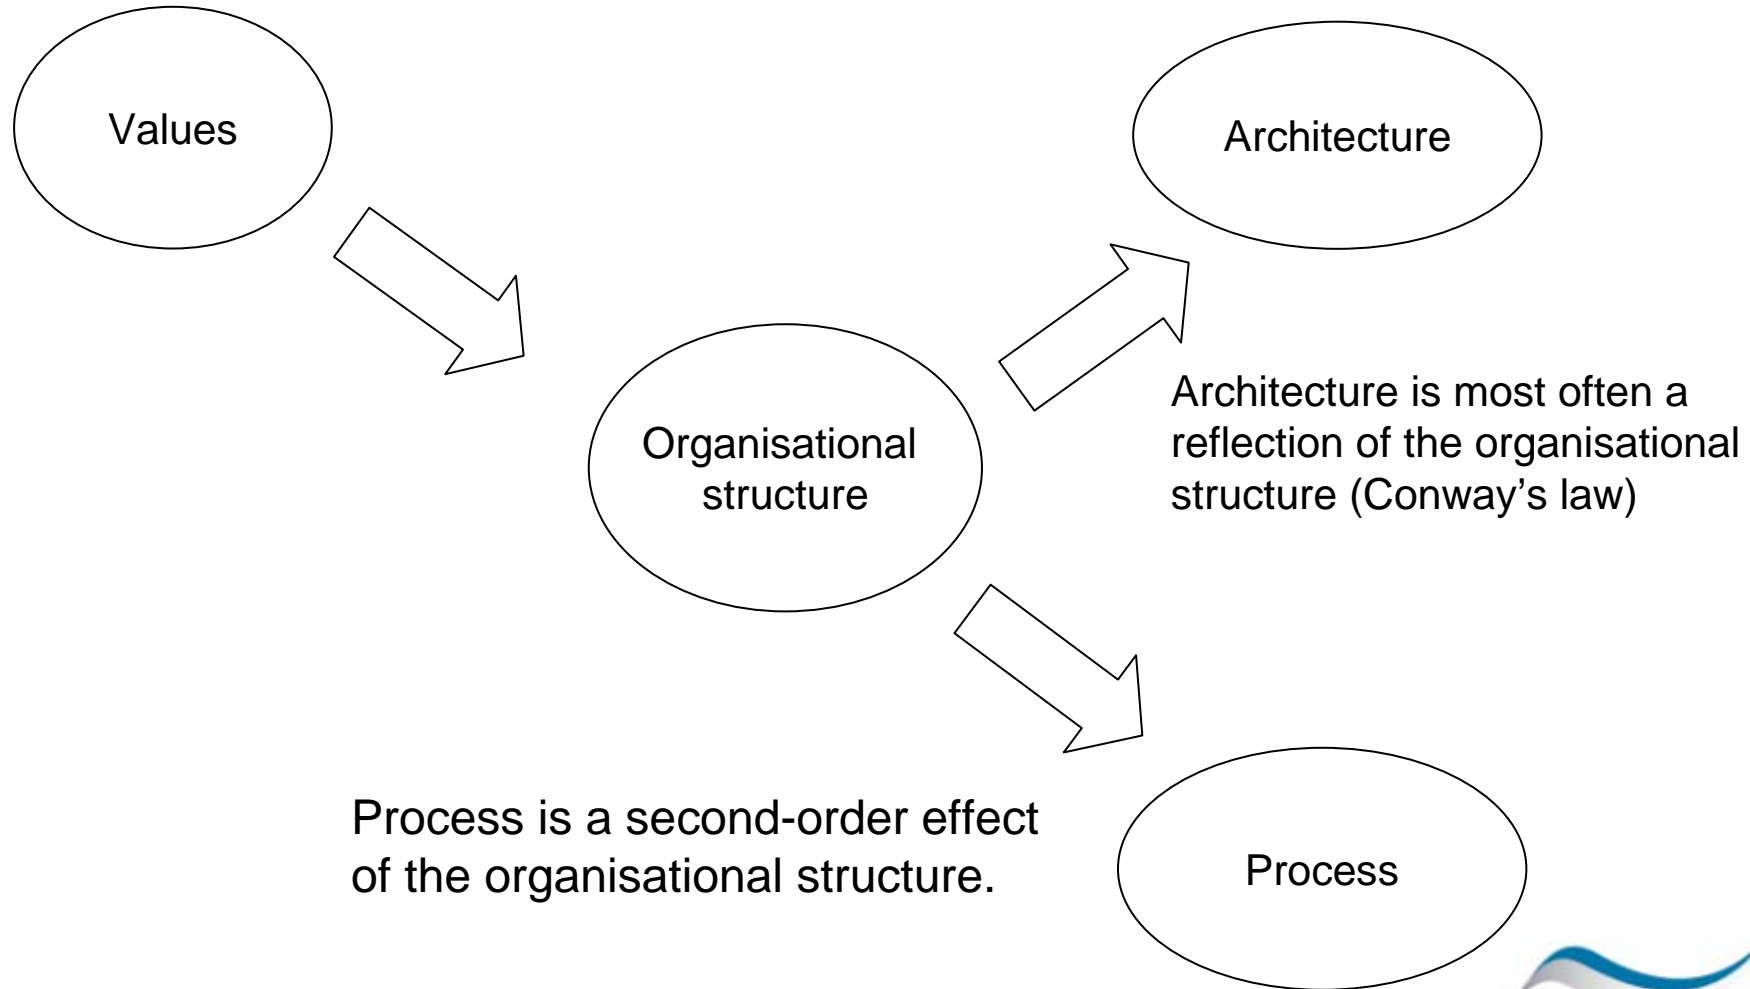 Values
Architecture
Organisational
structure
Architecture is most often a
reflection of the organisational
structure (Conway’s law)
Process is a second-order effect
of the organisational structure.
Process